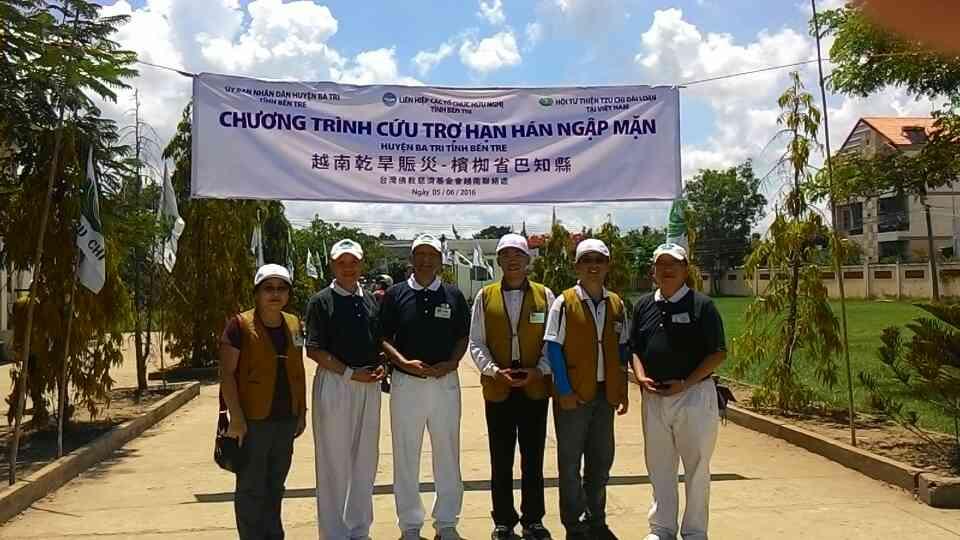 ỦY BAN NHÂN DÂN HUYỆN BA TRI
TỈNH BẾN TRE
LIÊN HIỆP CÁC TỔ CHỨC HỮU NGHỊ
TỈNH BẾN TRE
HỘI TỪ THIỆN TZU CHI ĐÀI LOAN
TẠI VIỆT NAM
CHƯƠNG TRÌNH CỨU TRỢ HẠN HÁN NGẬP MẶN
HUYỆN BA TRI TỈNH BẾN TRE
越南乾旱賑災-檳椥省巴知縣
台灣佛教慈濟基金會越南聯絡處
Ngày 05 / 06 / 2016
CHI